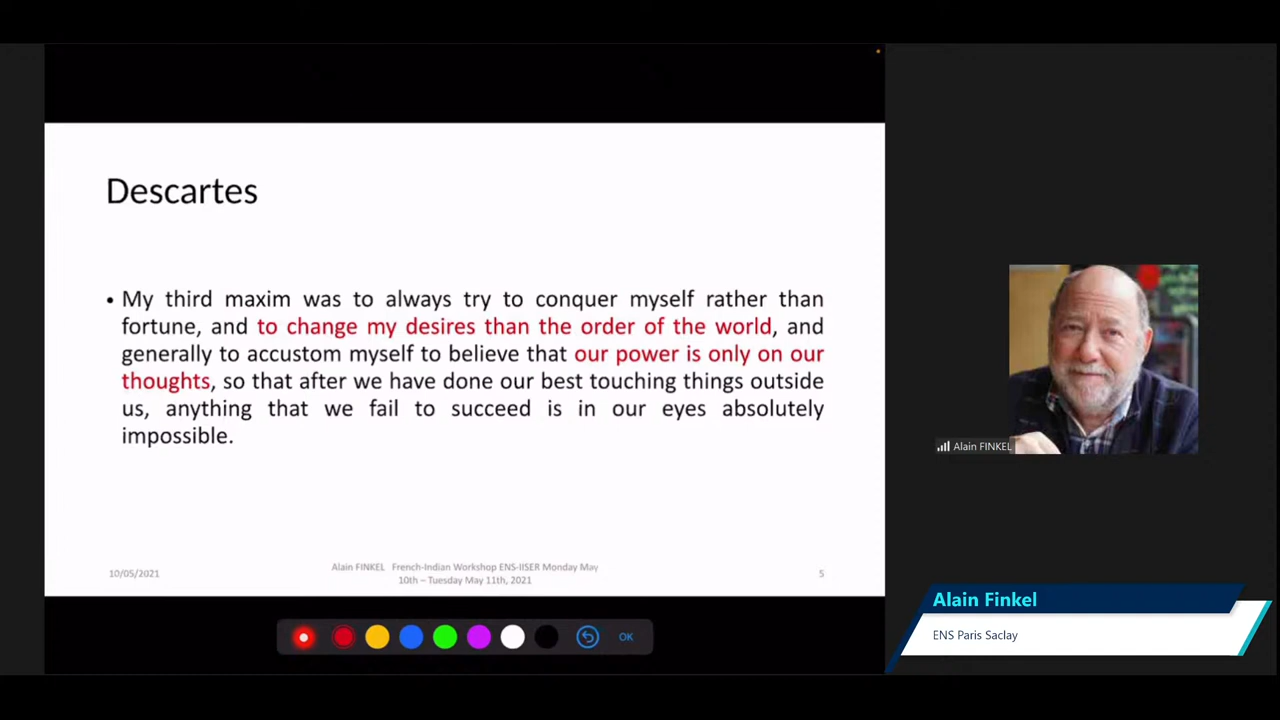 Descartes
• My third maxim was to always try to conquer myself rather than
fortune, and to change my desires than the order of the world, and
generally to accustom myself to believe that our power is only on our
thoughts, so that after we have done our best touching things outside
us, anything that we fail to succeed is in our eyes absolutely
impossible.
10/05/2021
Alain FINKEL French-Indian Workshop ENS-IISER Monday May
10th – Tuesday May 11th, 2021
5
OK
Alain FINKEL
Alain Finkel
ENS Paris Saclay